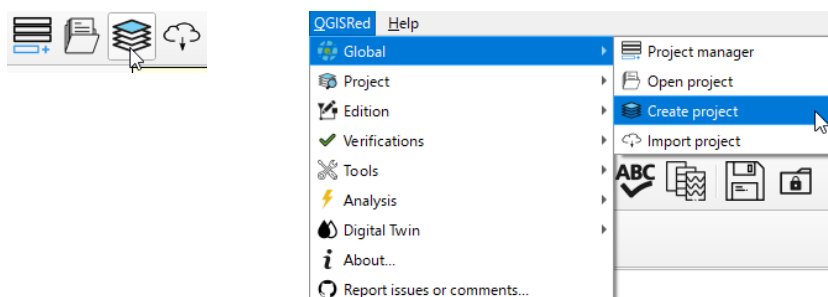 QGISRed Help
Global
Project manager
Project
Open project
Edition
Create project
Verifications
Import project
Tools
ABC
Analysis
Digital Twin
About...
Report issues or comments...